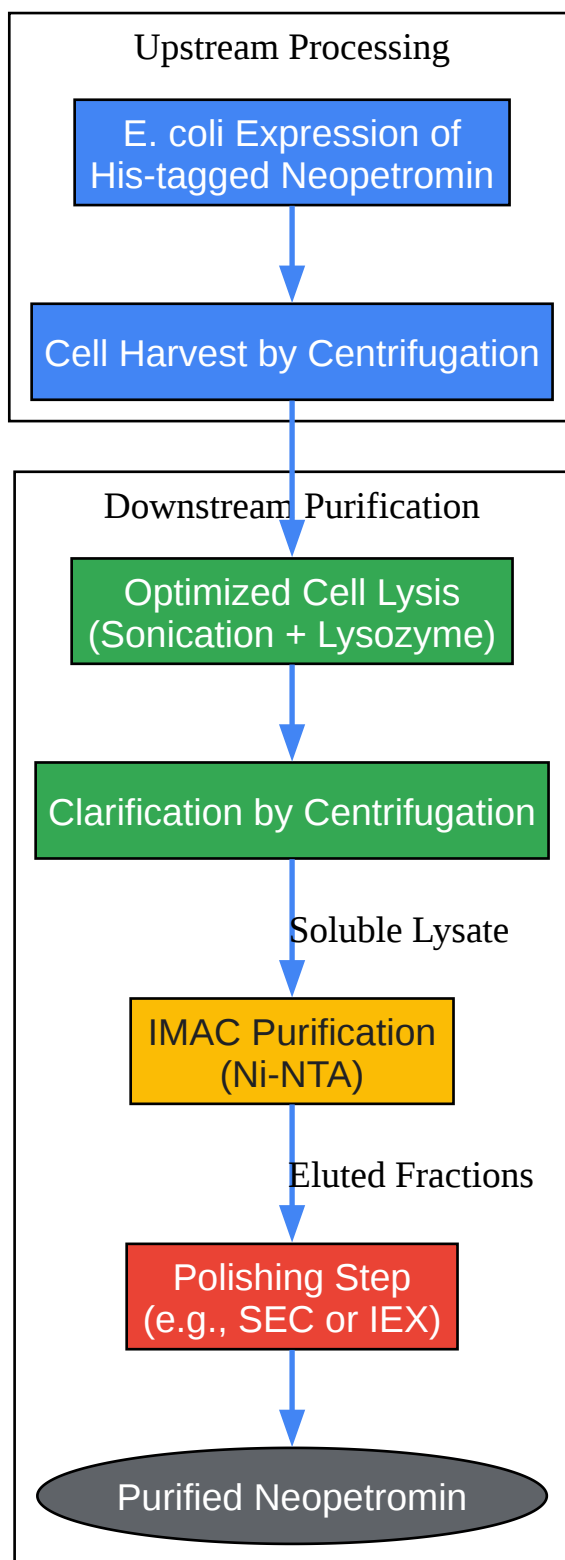 Upstream Processing
E. coli Expression of
His-tagged Neopetromin
Cell Harvest by Centrifugation
Downstream Purification
Optimized Cell Lysis
(Sonication + Lysozyme)
Clarification by Centrifugation
Soluble Lysate
IMAC Purification
(Ni-NTA)
Eluted Fractions
Polishing Step
(e.g., SEC or IEX)
Purified Neopetromin